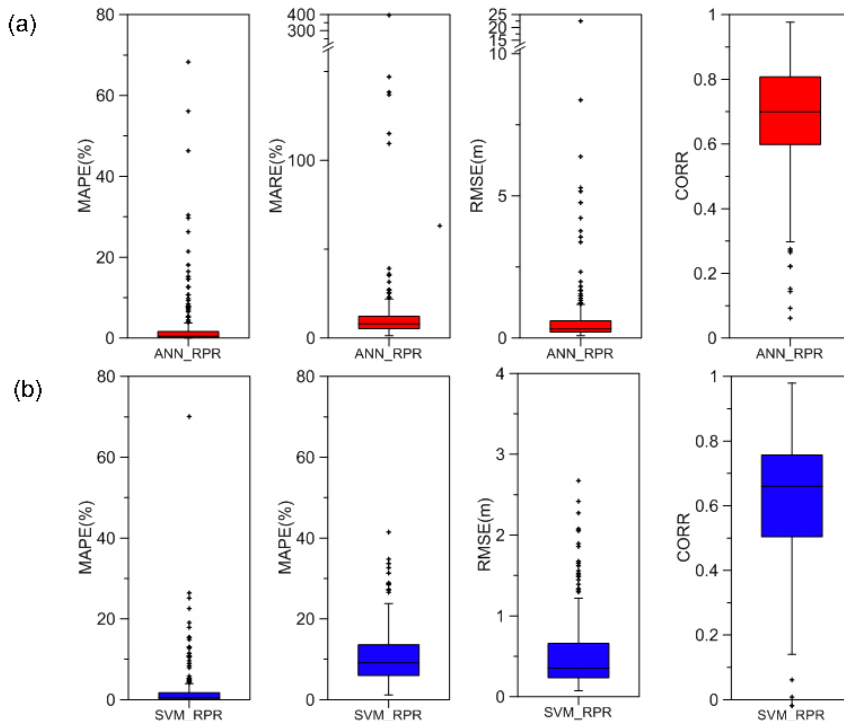 (a)
MAPE(%)
80
60
40
20
0
ANN_RPR
MARE(%)
400
300
100
0
ANN_RPR
RMSE(m)
25
20
15
10
5
0
ANN_RPR
CORR
1
0.8
0.6
0.4
0.2
0
ANN_RPR
(b)
MAPE(%)
80
60
40
20
0
SVM_RPR
MAPE(%)
80
60
40
20
0
SVM_RPR
RMSE(m)
4
3
2
1
0
SVM_RPR
CORR
1
0.8
0.6
0.4
0.2
0
SVM_RPR